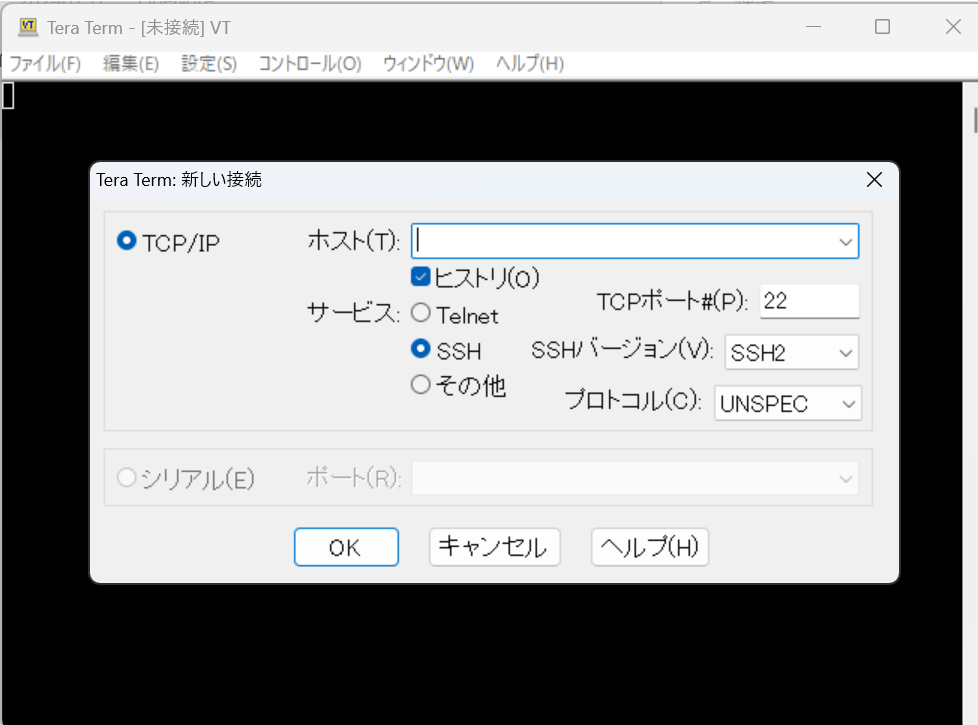 Tera Term - [未接続] VT
ファイル(F) 編集(E) 設定(S) コントロール(O) ウィンドウ(W) ヘルプ(H)
Tera Term: 新しい接続
TCP/IP ホスト(T):
ヒストリ(O)
サービス: Telnet TCPポート#(P): 22
SSH SSHバージョン(V): SSH2
その他 プロトコル(C): UNSPEC
シリアル(E) ポート(R):
OK キャンセル ヘルプ(H)